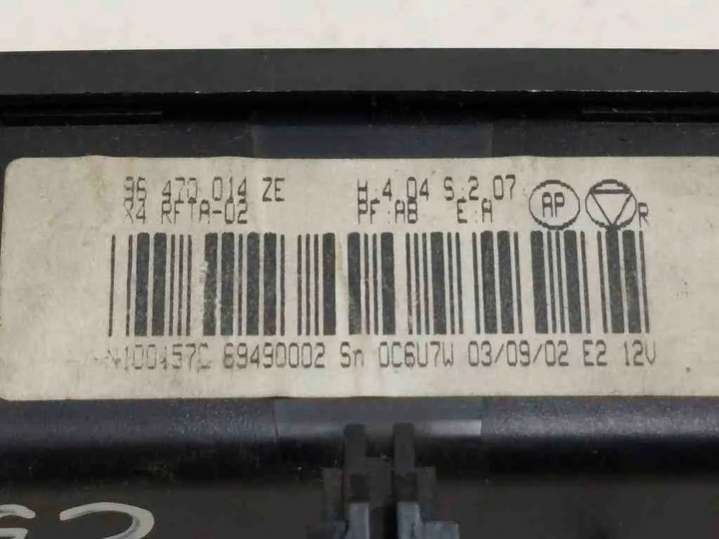 96 470 014 ZE H:4.04 S:2.07
X4 RFTA-02 PF:AB E:A
AP
R
69490002 Sn 0C6U7W 03/09/02 E2 12V